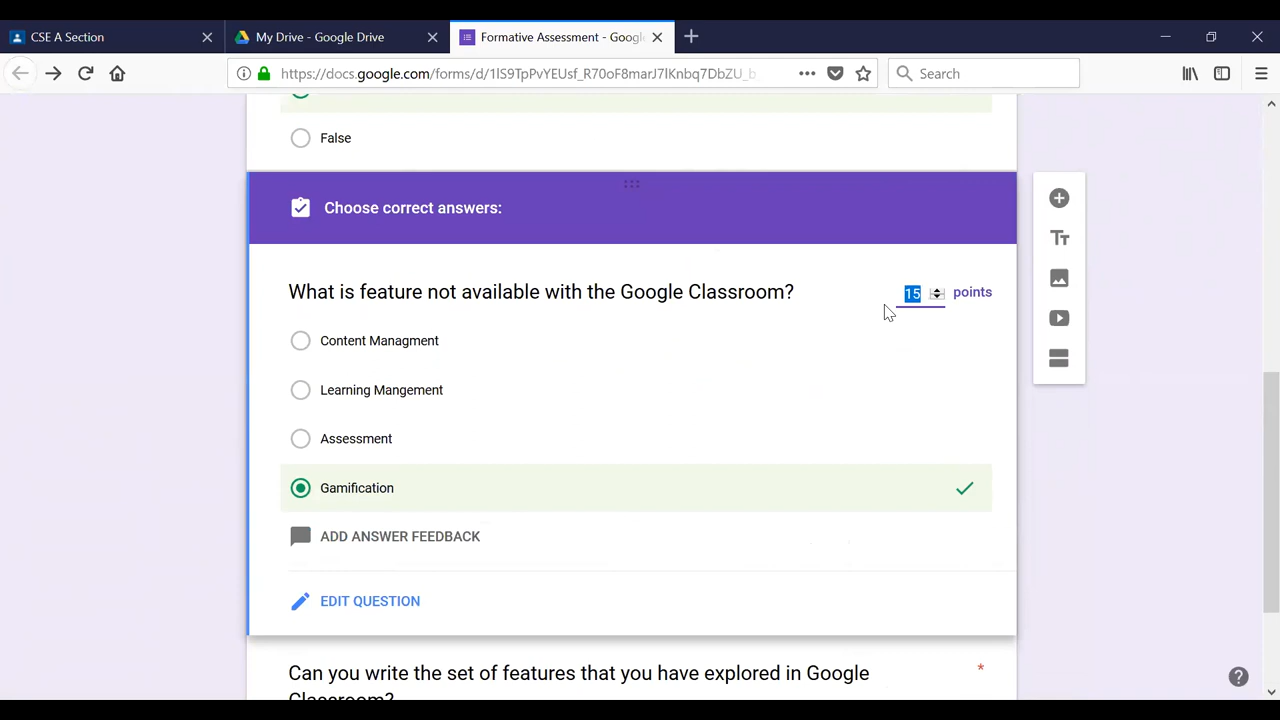 CSE A Section
My Drive - Google Drive
Formative Assessment - Googl
https://docs.google.com/forms/d/1lS9TpPvYEUsf_R70oF8marJ7lKnbq7DbZU_b
Search
False
Choose correct answers:
What is feature not available with the Google Classroom?
15 points
Content Managment
Learning Mangement
Assessment
Gamification
ADD ANSWER FEEDBACK
EDIT QUESTION
Can you write the set of features that you have explored in Google *
Classroom?